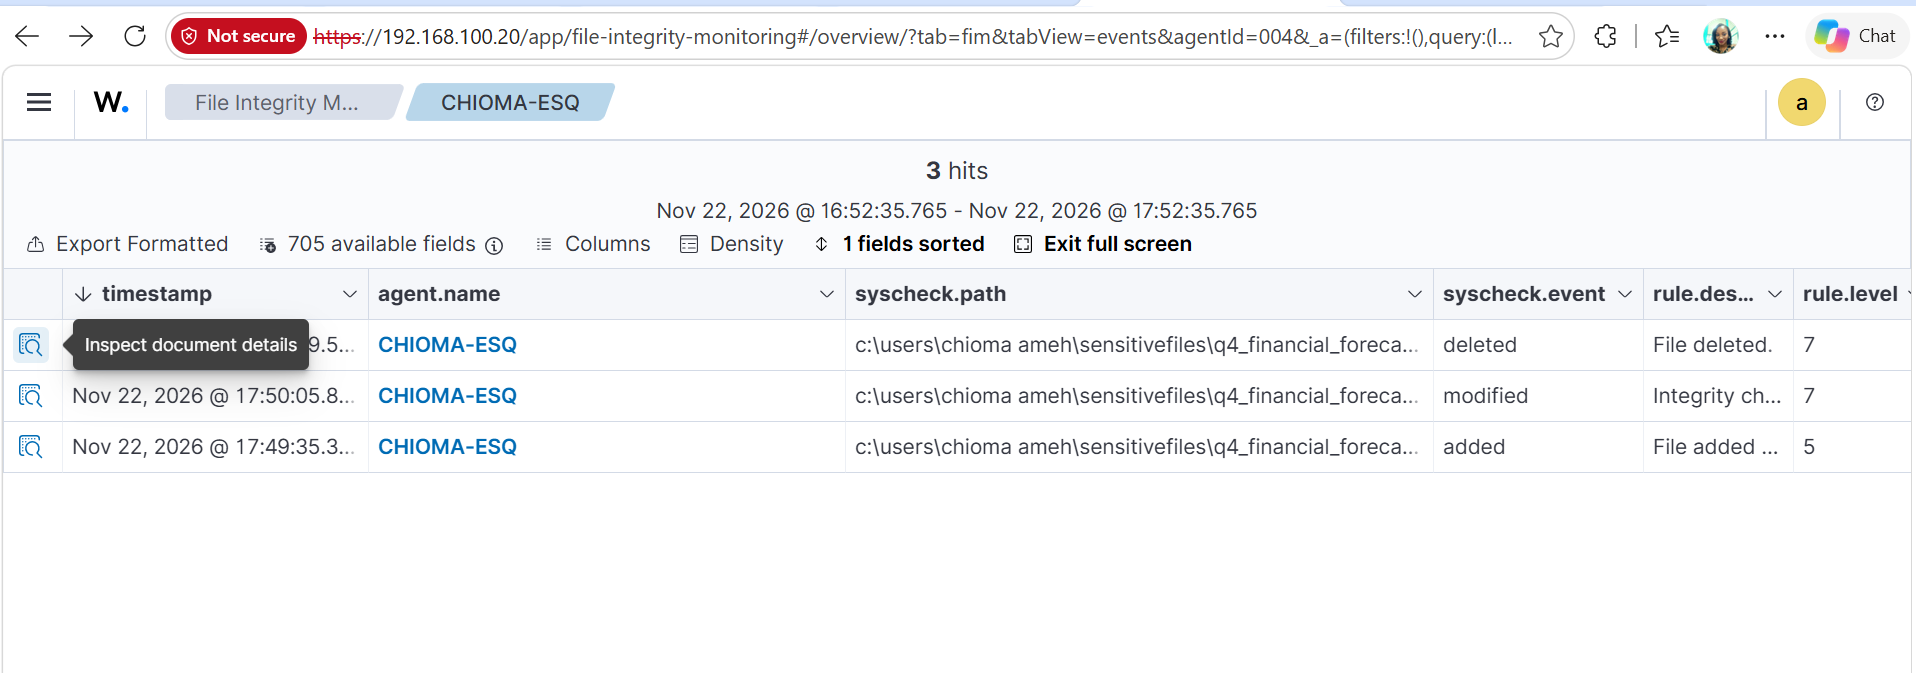 Not secure https://192.168.100.20/app/file-integrity-monitoring#/overview/?tab=fim&tabView=events&agentId=004&_a=(filters:!(),query:(l... Chat
W. File Integrity M... CHIOMA-ESQ a
3 hits
Nov 22, 2026 @ 16:52:35.765 - Nov 22, 2026 @ 17:52:35.765
Export Formatted 705 available fields Columns Density 1 fields sorted Exit full screen
timestamp agent.name syscheck.path syscheck.event rule.des... rule.level
Inspect document details 9.5... CHIOMA-ESQ c:\users\chioma ameh\sensitivefiles\q4_financial_foreca... deleted File deleted. 7
Nov 22, 2026 @ 17:50:05.8... CHIOMA-ESQ c:\users\chioma ameh\sensitivefiles\q4_financial_foreca... modified Integrity ch... 7
Nov 22, 2026 @ 17:49:35.3... CHIOMA-ESQ c:\users\chioma ameh\sensitivefiles\q4_financial_foreca... added File added ... 5